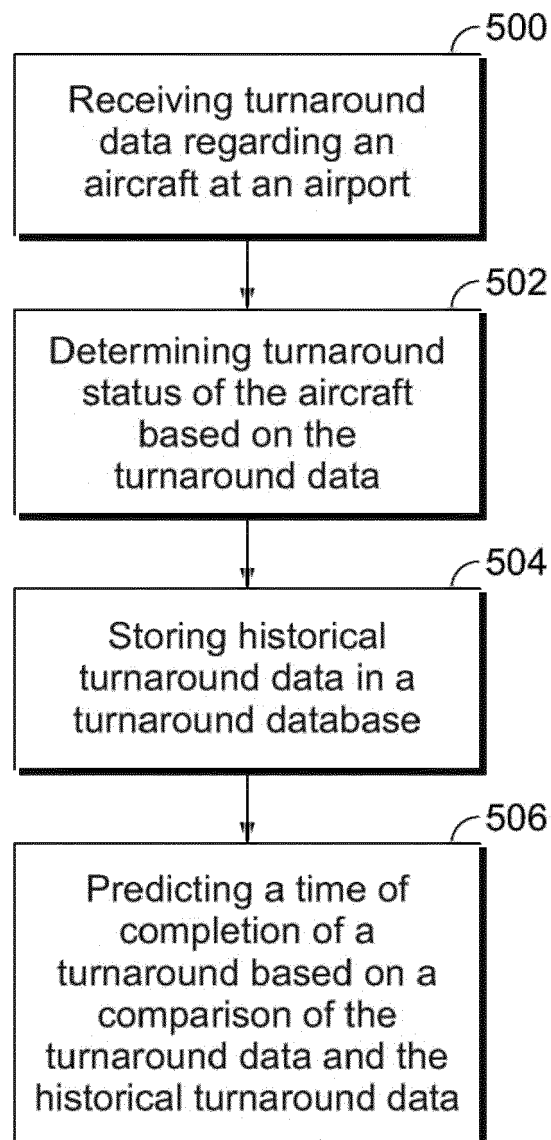 500
Receiving turnaround
data regarding an
aircraft at an airport
502
Determining turnaround
status of the aircraft
based on the
turnaround data
504
Storing historical
turnaround data in a
turnaround database
506
Predicting a time of
completion of a
turnaround based on a
comparison of the
turnaround data and the
historical turnaround data